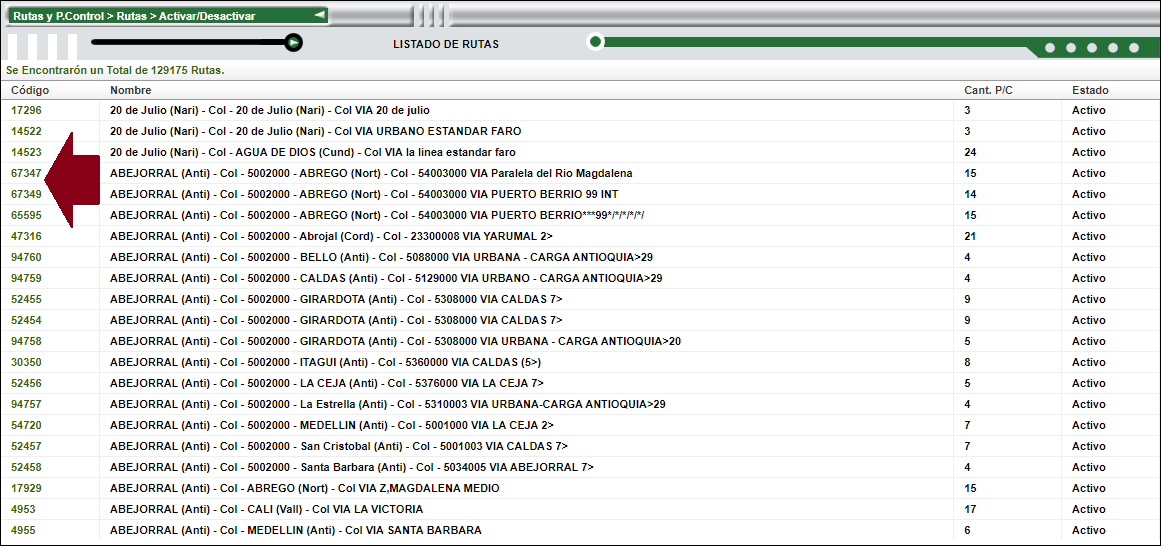 Rutas y P.Control > Rutas > Activar/Desactivar
LISTADO DE RUTAS
Se Encontrarón un Total de 129175 Rutas.
Código Nombre Cant. P/C Estado
17296 20 de Julio (Nari) - Col - 20 de Julio (Nari) - Col VIA 20 de julio 3 Activo
14522 20 de Julio (Nari) - Col - 20 de Julio (Nari) - Col VIA URBANO ESTANDAR FARO 3 Activo
14523 20 de Julio (Nari) - Col - AGUA DE DIOS (Cund) - Col VIA la linea estandar faro 24 Activo
67347 ABEJORRAL (Anti) - Col - 5002000 - ABREGO (Nort) - Col - 54003000 VIA Paralela del Rio Magdalena 15 Activo
67349 ABEJORRAL (Anti) - Col - 5002000 - ABREGO (Nort) - Col - 54003000 VIA PUERTO BERRIO 99 INT 14 Activo
65595 ABEJORRAL (Anti) - Col - 5002000 - ABREGO (Nort) - Col - 54003000 VIA PUERTO BERRIO***99*/*/*/*/*/ 15 Activo
47316 ABEJORRAL (Anti) - Col - 5002000 - Abrojal (Cord) - Col - 23300008 VIA YARUMAL 2> 21 Activo
94760 ABEJORRAL (Anti) - Col - 5002000 - BELLO (Anti) - Col - 5088000 VIA URBANA - CARGA ANTIOQUIA>29 4 Activo
94759 ABEJORRAL (Anti) - Col - 5002000 - CALDAS (Anti) - Col - 5129000 VIA URBANO - CARGA ANTIOQUIA>29 4 Activo
52455 ABEJORRAL (Anti) - Col - 5002000 - GIRARDOTA (Anti) - Col - 5308000 VIA CALDAS 7> 9 Activo
52454 ABEJORRAL (Anti) - Col - 5002000 - GIRARDOTA (Anti) - Col - 5308000 VIA CALDAS 7> 9 Activo
94758 ABEJORRAL (Anti) - Col - 5002000 - GIRARDOTA (Anti) - Col - 5308000 VIA URBANA - CARGA ANTIOQUIA>20 5 Activo
30350 ABEJORRAL (Anti) - Col - 5002000 - ITAGUI (Anti) - Col - 5360000 VIA CALDAS (5>) 8 Activo
52456 ABEJORRAL (Anti) - Col - 5002000 - LA CEJA (Anti) - Col - 5376000 VIA LA CEJA 7> 5 Activo
94757 ABEJORRAL (Anti) - Col - 5002000 - La Estrella (Anti) - Col - 5310003 VIA URBANA-CARGA ANTIOQUIA>29 4 Activo
54720 ABEJORRAL (Anti) - Col - 5002000 - MEDELLIN (Anti) - Col - 5001000 VIA LA CEJA 2> 7 Activo
52457 ABEJORRAL (Anti) - Col - 5002000 - San Cristobal (Anti) - Col - 5001003 VIA CALDAS 7> 7 Activo
52458 ABEJORRAL (Anti) - Col - 5002000 - Santa Barbara (Anti) - Col - 5034005 VIA ABEJORRAL 7> 4 Activo
17929 ABEJORRAL (Anti) - Col - ABREGO (Nort) - Col VIA Z,MAGDALENA MEDIO 15 Activo
4953 ABEJORRAL (Anti) - Col - CALI (Vall) - Col VIA LA VICTORIA 17 Activo
4955 ABEJORRAL (Anti) - Col - MEDELLIN (Anti) - Col VIA SANTA BARBARA 6 Activo